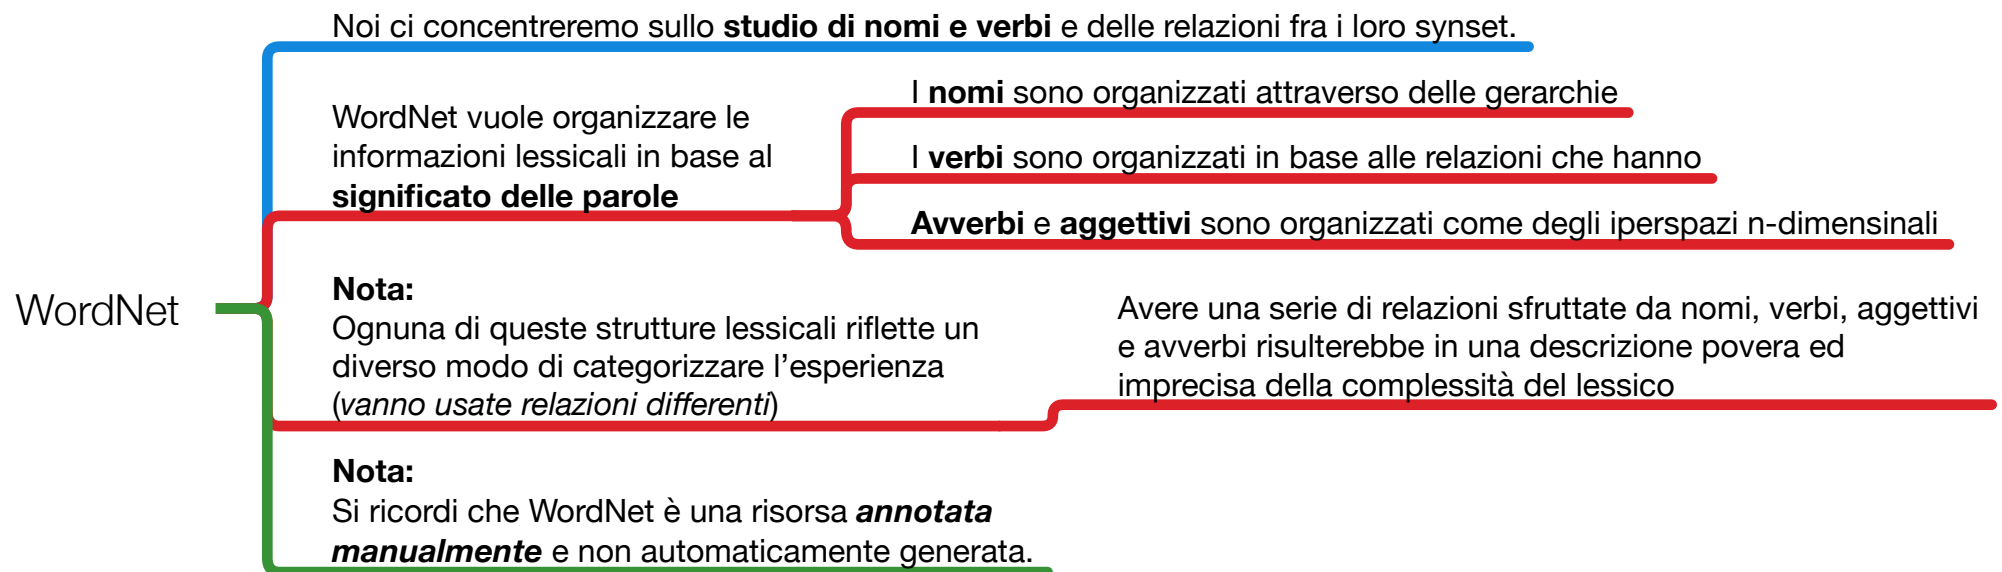 Noi ci concentreremo sullo studio di nomi e verbi e delle relazioni fra i loro synset.
WordNet vuole organizzare le
informazioni lessicali in base al
significato delle parole
I nomi sono organizzati attraverso delle gerarchie
I verbi sono organizzati in base alle relazioni che hanno
Avverbi e aggettivi sono organizzati come degli iperspazi n-dimensinali
WordNet
Nota:
Ognuna di queste strutture lessicali riflette un
diverso modo di categorizzare l’esperienza
(vanno usate relazioni differenti)
Avere una serie di relazioni sfruttate da nomi, verbi, aggettivi
e avverbi risulterebbe in una descrizione povera ed
imprecisa della complessità del lessico
Nota:
Si ricordi che WordNet è una risorsa annotata
manualmente e non automaticamente generata.